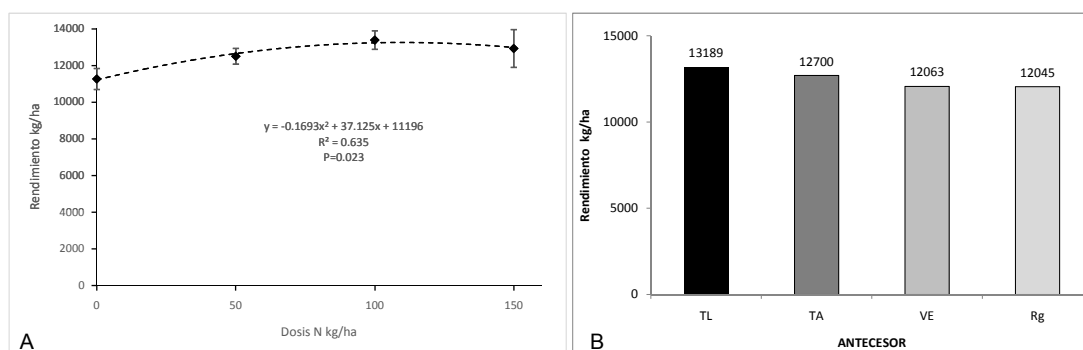 14000
12000
10000
8000
6000
4000
2000
0
0
50
100
150
Rendimiento kg/ha
Dosis N kg/ha
y = -0.1693x² + 37.125x + 11196
R² = 0.635
P=0.023
A
15000
10000
5000
0
Rendimiento kg/ha
13189
12700
12063
12045
TL
TA
VE
Rg
ANTECESOR
B